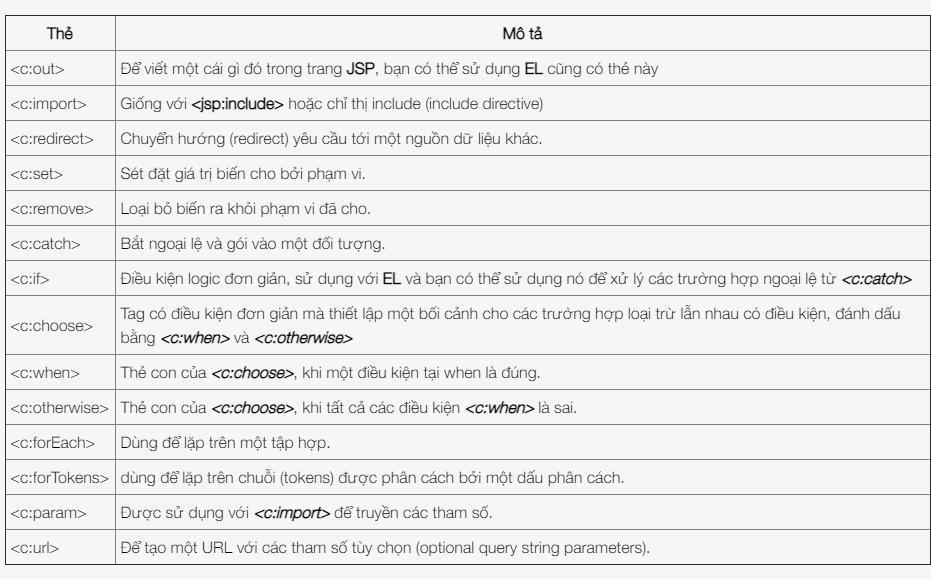 Thẻ Mô tả
<c:out> Để viết một cái gì đó trong trang JSP, bạn có thể sử dụng EL cũng có thẻ này
<c:import> Giống với <jsp:include> hoặc chỉ thị include (include directive)
<c:redirect> Chuyển hướng (redirect) yêu cầu tới một nguồn dữ liệu khác.
<c:set> Sét đặt giá trị biến cho bởi phạm vi.
<c:remove> Loại bỏ biến ra khỏi phạm vi đã cho.
<c:catch> Bắt ngoại lệ và gói vào một đối tượng.
<c:if> Điều kiện logic đơn giản, sử dụng với EL và bạn có thể sử dụng nó để xử lý các trường hợp ngoại lệ từ <c:catch>
<c:choose> Tag có điều kiện đơn giản mà thiết lập một bối cảnh cho các trường hợp loại trừ lẫn nhau có điều kiện, đánh dấu
bằng <c:when> và <c:otherwise>
<c:when> Thẻ con của <c:choose>, khi một điều kiện tại when là đúng.
<c:otherwise> Thẻ con của <c:choose>, khi tất cả các điều kiện <c:when> là sai.
<c:forEach> Dùng để lặp trên một tập hợp.
<c:forTokens> dùng để lặp trên chuỗi (tokens) được phân cách bởi một dấu phân cách.
<c:param> Được sử dụng với <c:import> để truyền các tham số.
<c:url> Để tạo một URL với các tham số tùy chọn (optional query string parameters).